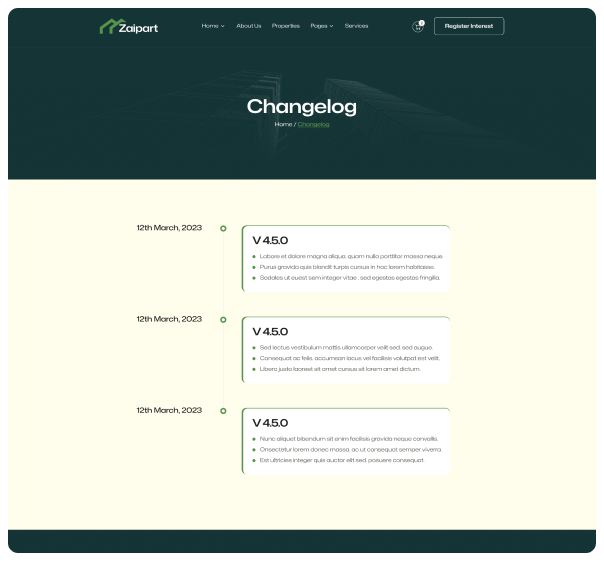 Zaipart
Home About Us Properties Pages Services
Register Interest
Changelog
Home / Changelog
12th March, 2023
V 4.5.0
Labore et dolore magna aliqua. quam nulla porttitor massa neque.
Purus gravida quis blandit turpis cursus in hac lorem habitasse.
Sodales ut euest sem integer vitae . sed egestas egestas fringilla.
12th March, 2023
V 4.5.0
Sed lectus vestibulum mattis ullamcorper velit sed. sed augue.
Consequat ac felis. accumsan lacus vel facilisis volutpat est velit.
Libero justo laoreet sit amet cursus sit lorem amet dictum.
12th March, 2023
V 4.5.0
Nunc aliquet bibendum sit enim facilisis gravida neque convallis.
Onsectetur lorem donec massa. ac ut consequat semper viverra.
Est ultricies integer quis auctor elit sed. posuere consequat.